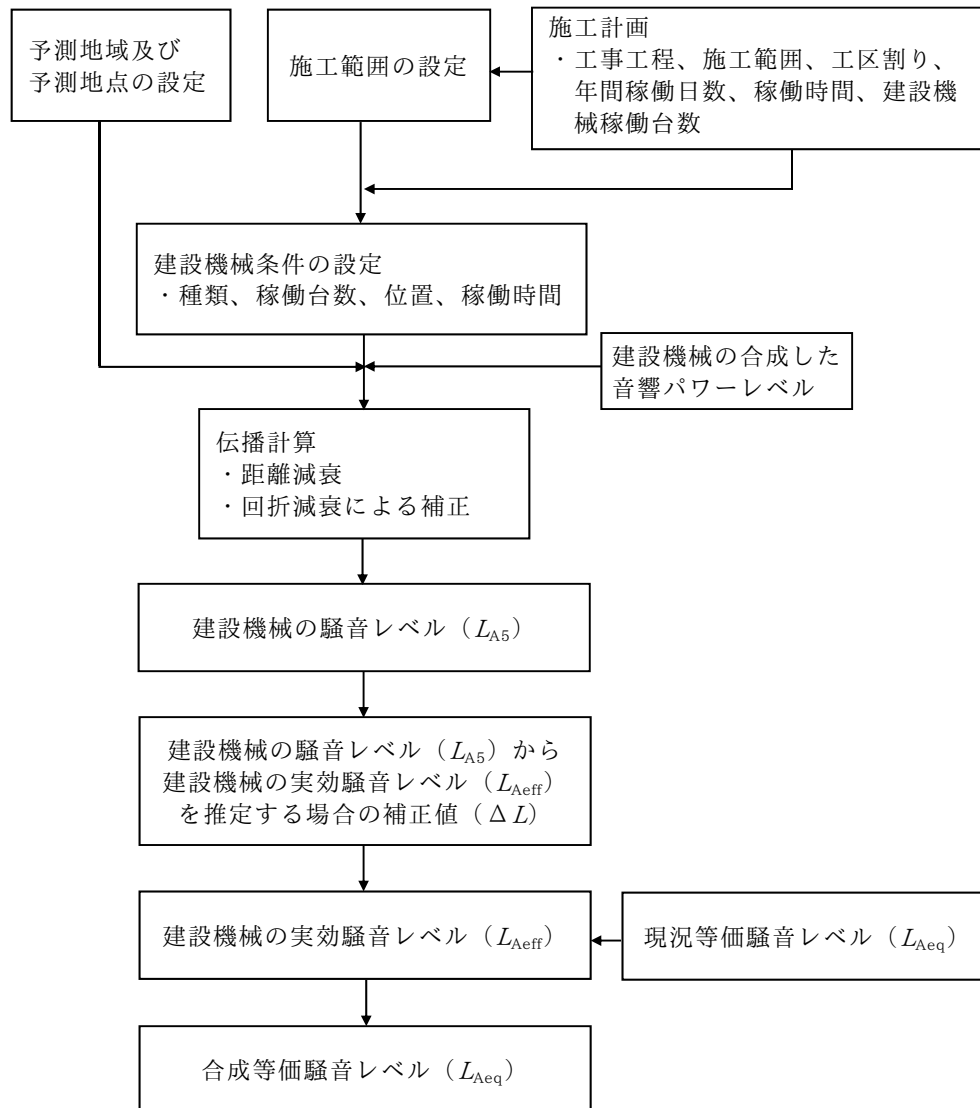 予測地域及び
予測地点の設定
施工範囲の設定
施工計画
・工事工程、施工範囲、工区割り、
年間稼働日数、稼働時間、建設機
械稼働台数
建設機械条件の設定
・種類、稼働台数、位置、稼働時間
建設機械の合成した
音響パワーレベル
伝播計算
・距離減衰
・回折減衰による補正
建設機械の騒音レベル（LA5）
建設機械の騒音レベル（LA5）から
建設機械の実効騒音レベル（LAeff）
を推定する場合の補正値（ΔL）
建設機械の実効騒音レベル（LAeff）
現況等価騒音レベル（LAeq）
合成等価騒音レベル（LAeq）